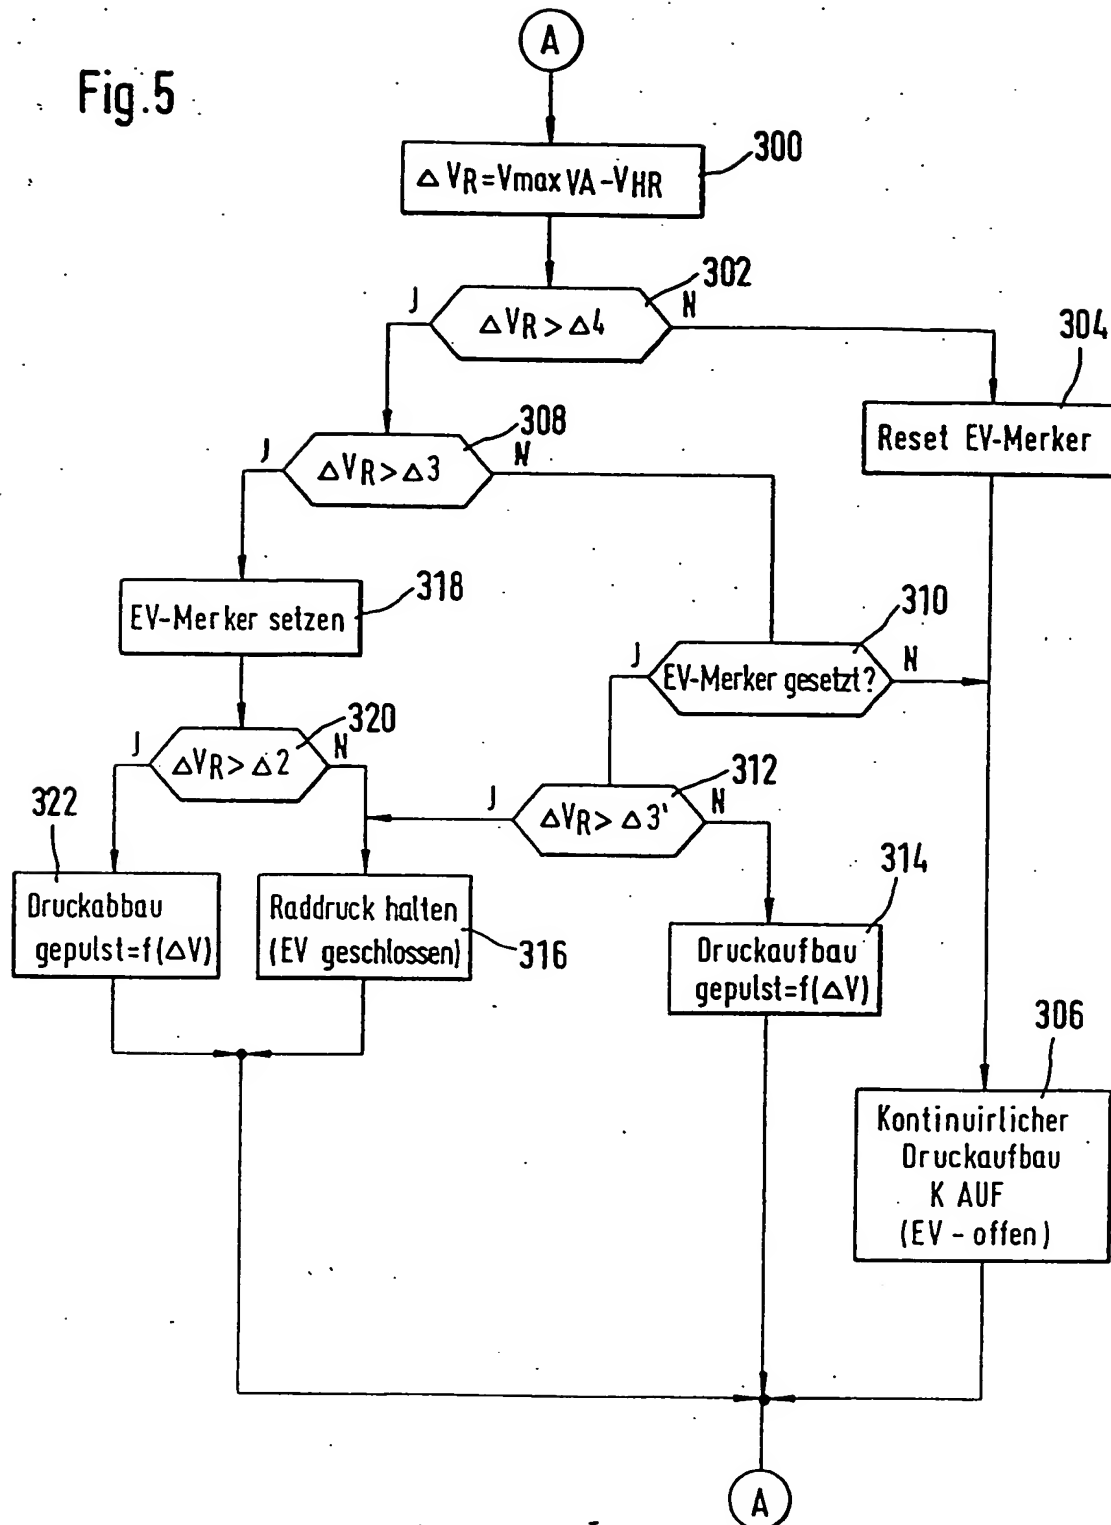 A
Fig.5
300
Δ VR=Vmax VA-VHR
302
J
N
ΔVR>Δ4
304
308
Reset EV-Merker
J
N
ΔVR>Δ3
318
310
EV-Merker setzen
J
N
EV-Merker gesetzt?
320
J
N
ΔVR>Δ2
312
322
J
N
ΔVR>Δ3'
314
Druckabbau
gepulst=f(ΔV)
Raddruck halten
(EV geschlossen)
316
Druckaufbau
gepulst=f(ΔV)
306
Kontinuirlicher
Druckaufbau
K AUF
(EV - offen)
A